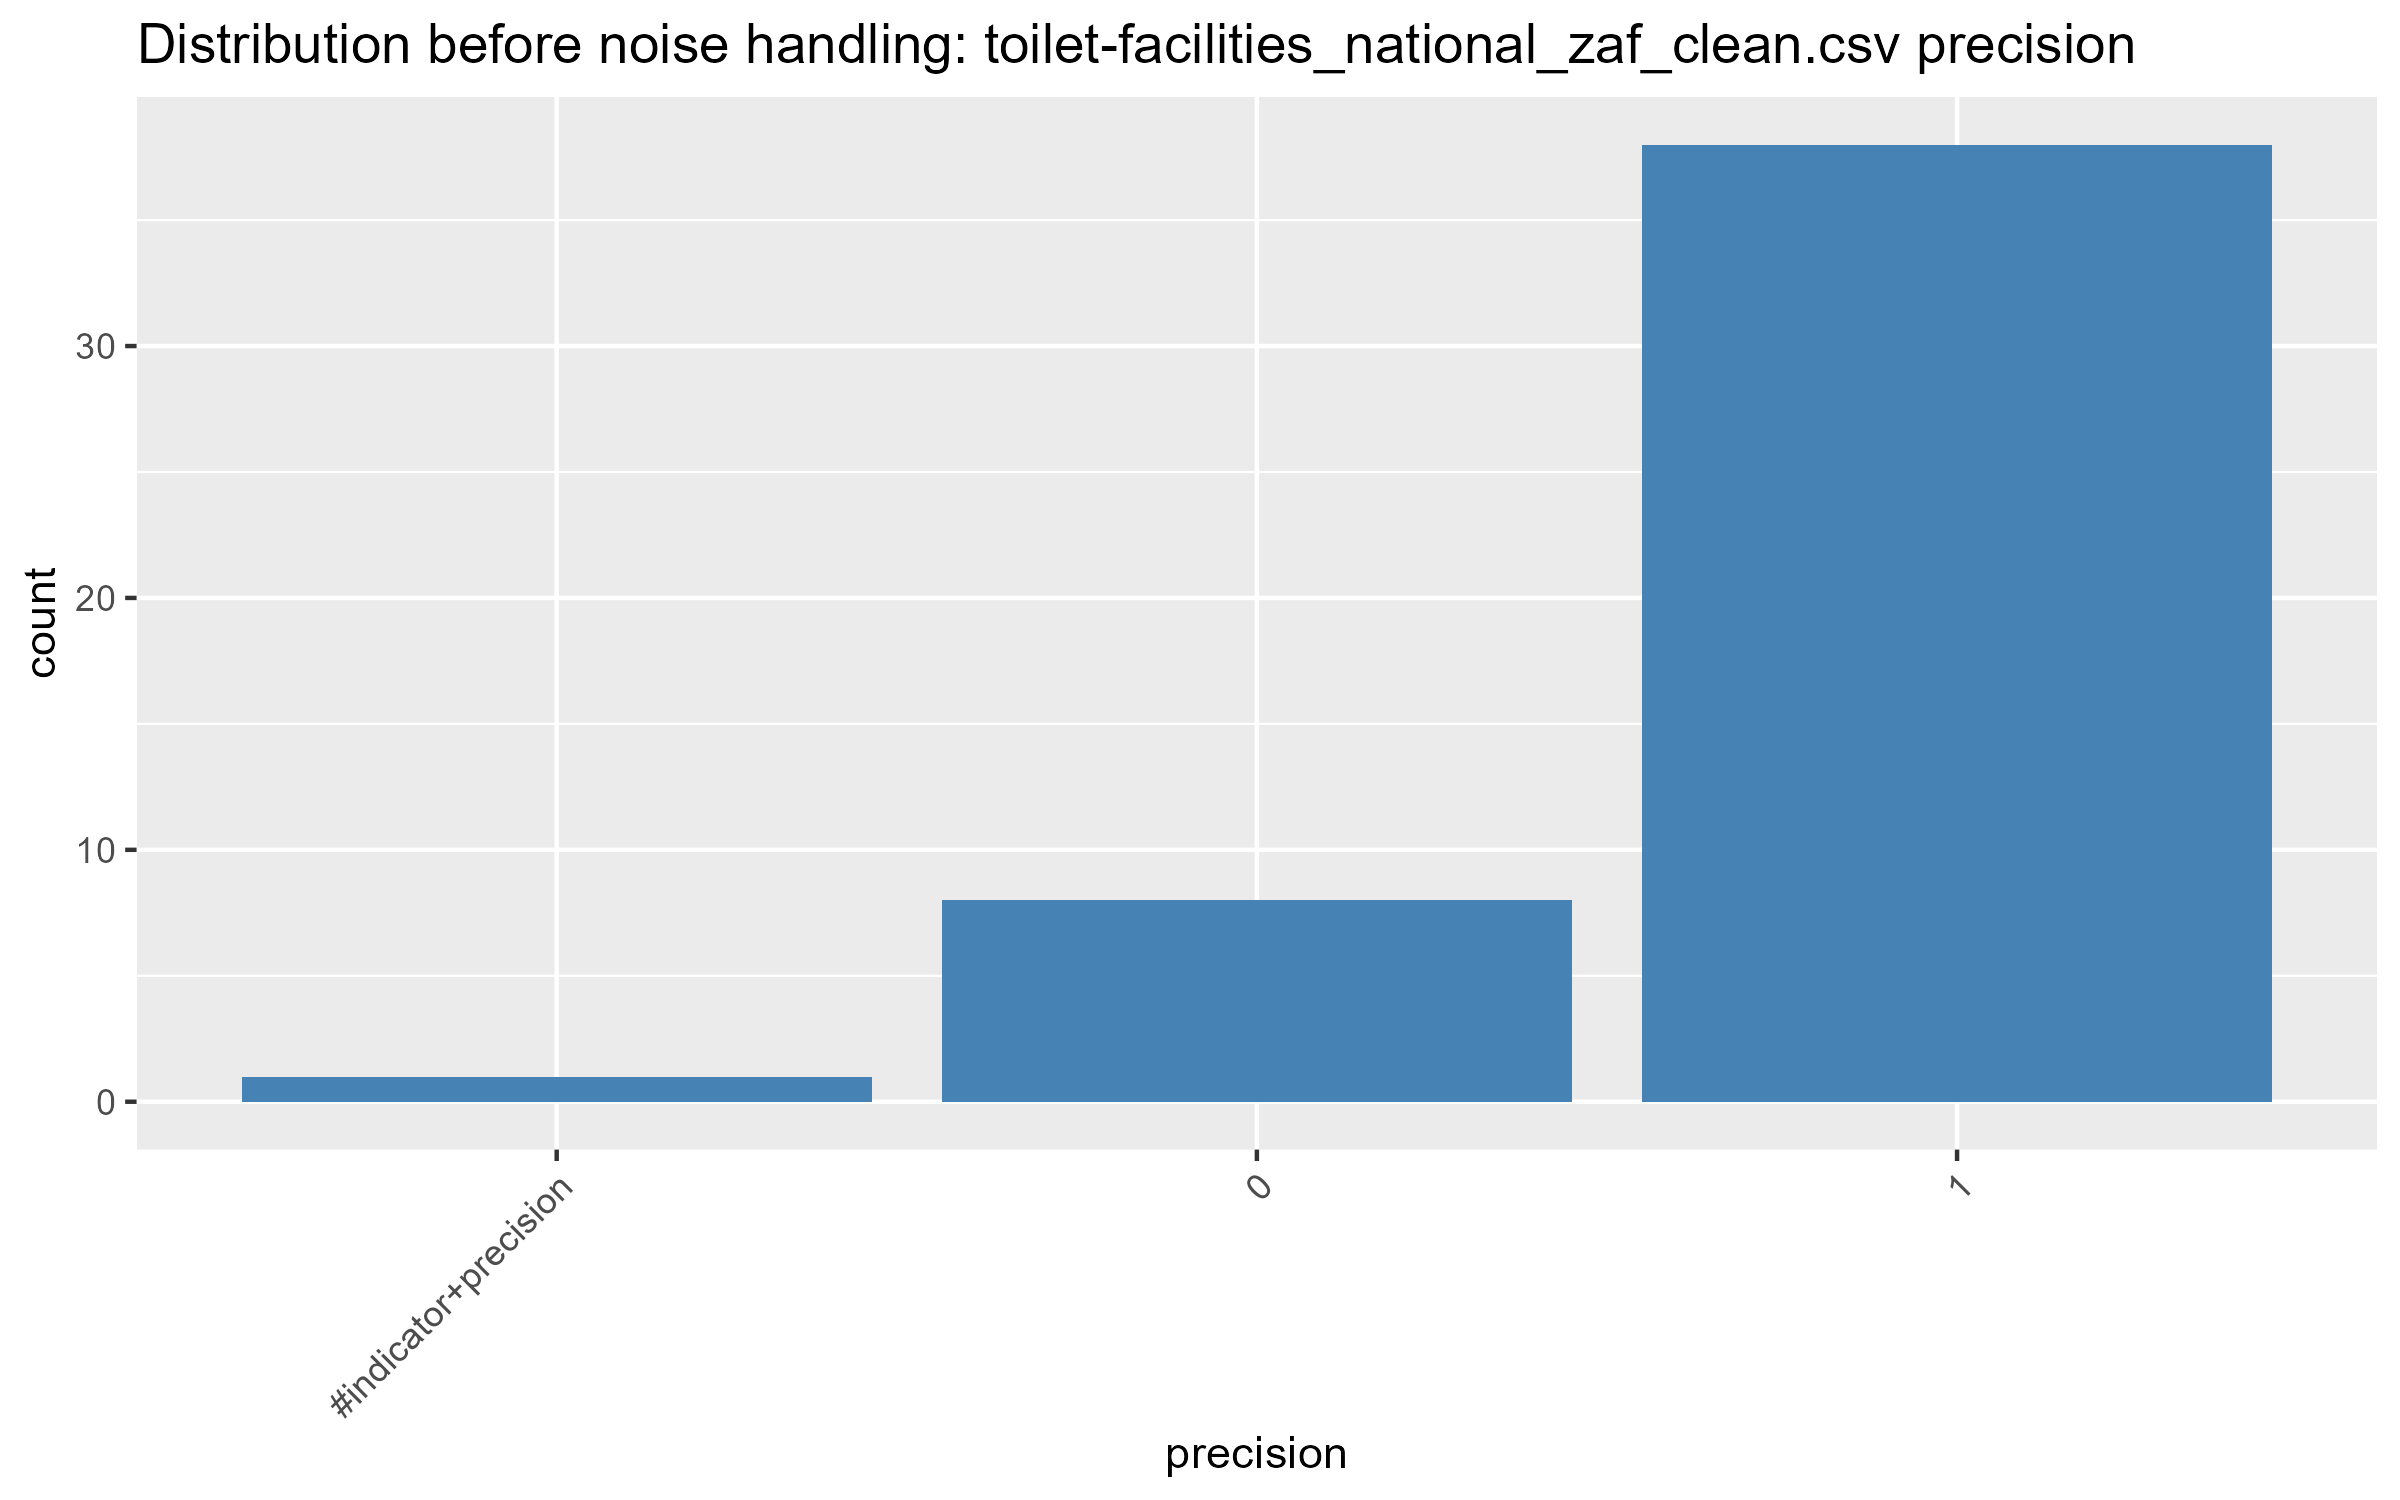 Distribution before noise handling: toilet-facilities_national_zaf_clean.csv precision
count
30
20
10
0
#indicator+precision
0
1
precision